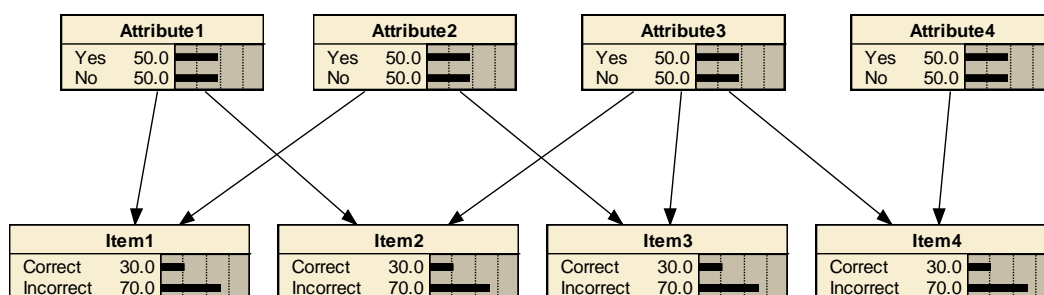 Attribute1
Yes 50.0
No 50.0
Attribute2
Yes 50.0
No 50.0
Attribute3
Yes 50.0
No 50.0
Attribute4
Yes 50.0
No 50.0
Item1
Correct 30.0
Incorrect 70.0
Item2
Correct 30.0
Incorrect 70.0
Item3
Correct 30.0
Incorrect 70.0
Item4
Correct 30.0
Incorrect 70.0